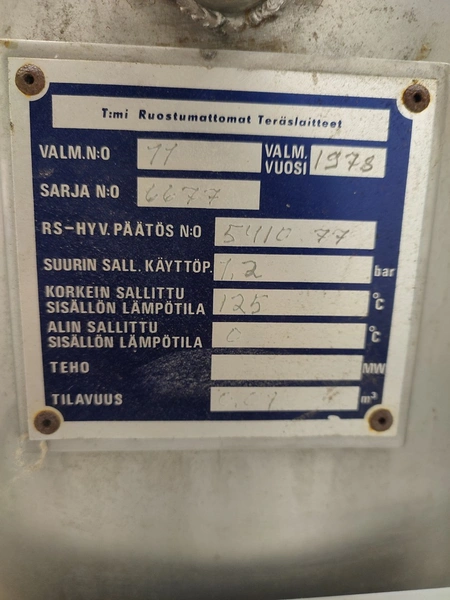 T:mi Ruostumattomat Teräslaitteet
VALM.N:O 11 VALM. VUOSI 1978
SARJA N:O 6677
RS-HYV. PÄÄTÖS N:O 5410 77
SUURIN SALL. KÄYTTÖP. 1,2 bar
KORKEIN SALLITTU
SISÄLLÖN LÄMPÖTILA 125 °C
ALIN SALLITTU
SISÄLLÖN LÄMPÖTILA 0 °C
TEHO MW
TILAVUUS m³